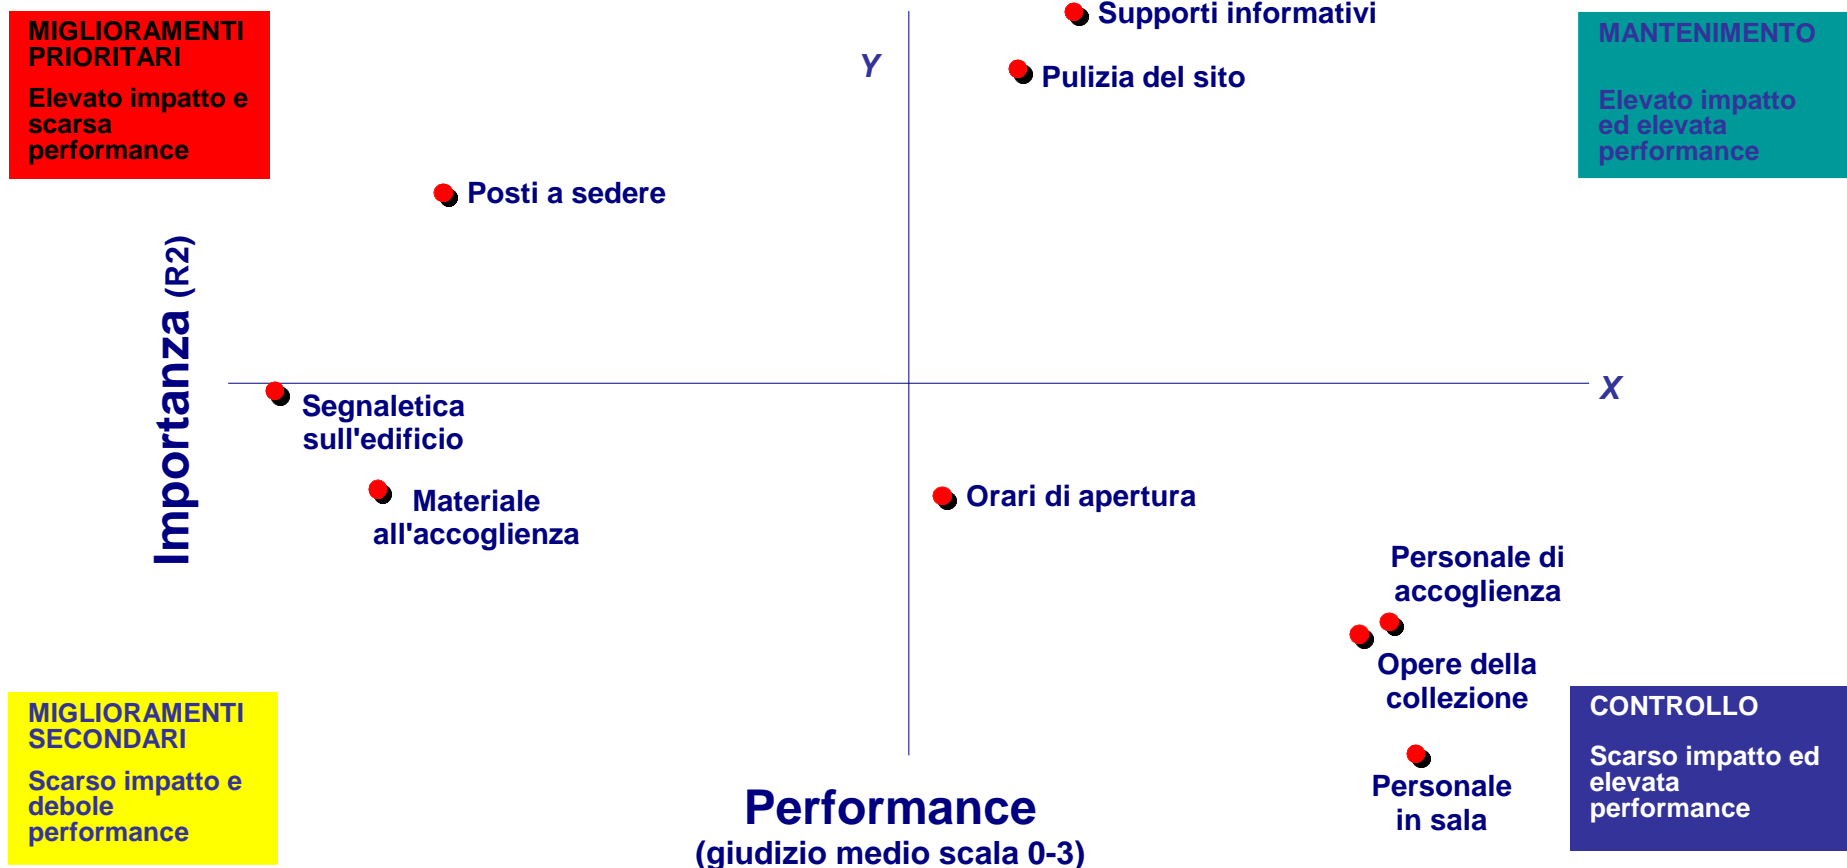 MIGLIORAMENTI
PRIORITARI
Elevato impatto e
scarsa
performance
Supporti informativi
Y
Pulizia del sito
MANTENIMENTO
Elevato impatto
ed elevata
performance
Posti a sedere
Importanza (R2)
X
Segnaletica
sull'edificio
Materiale
all'accoglienza
Orari di apertura
Personale di
accoglienza
Opere della
collezione
Personale
in sala
MIGLIORAMENTI
SECONDARI
Scarso impatto e
debole
performance
Performance
(giudizio medio scala 0-3)
CONTROLLO
Scarso impatto ed
elevata
performance